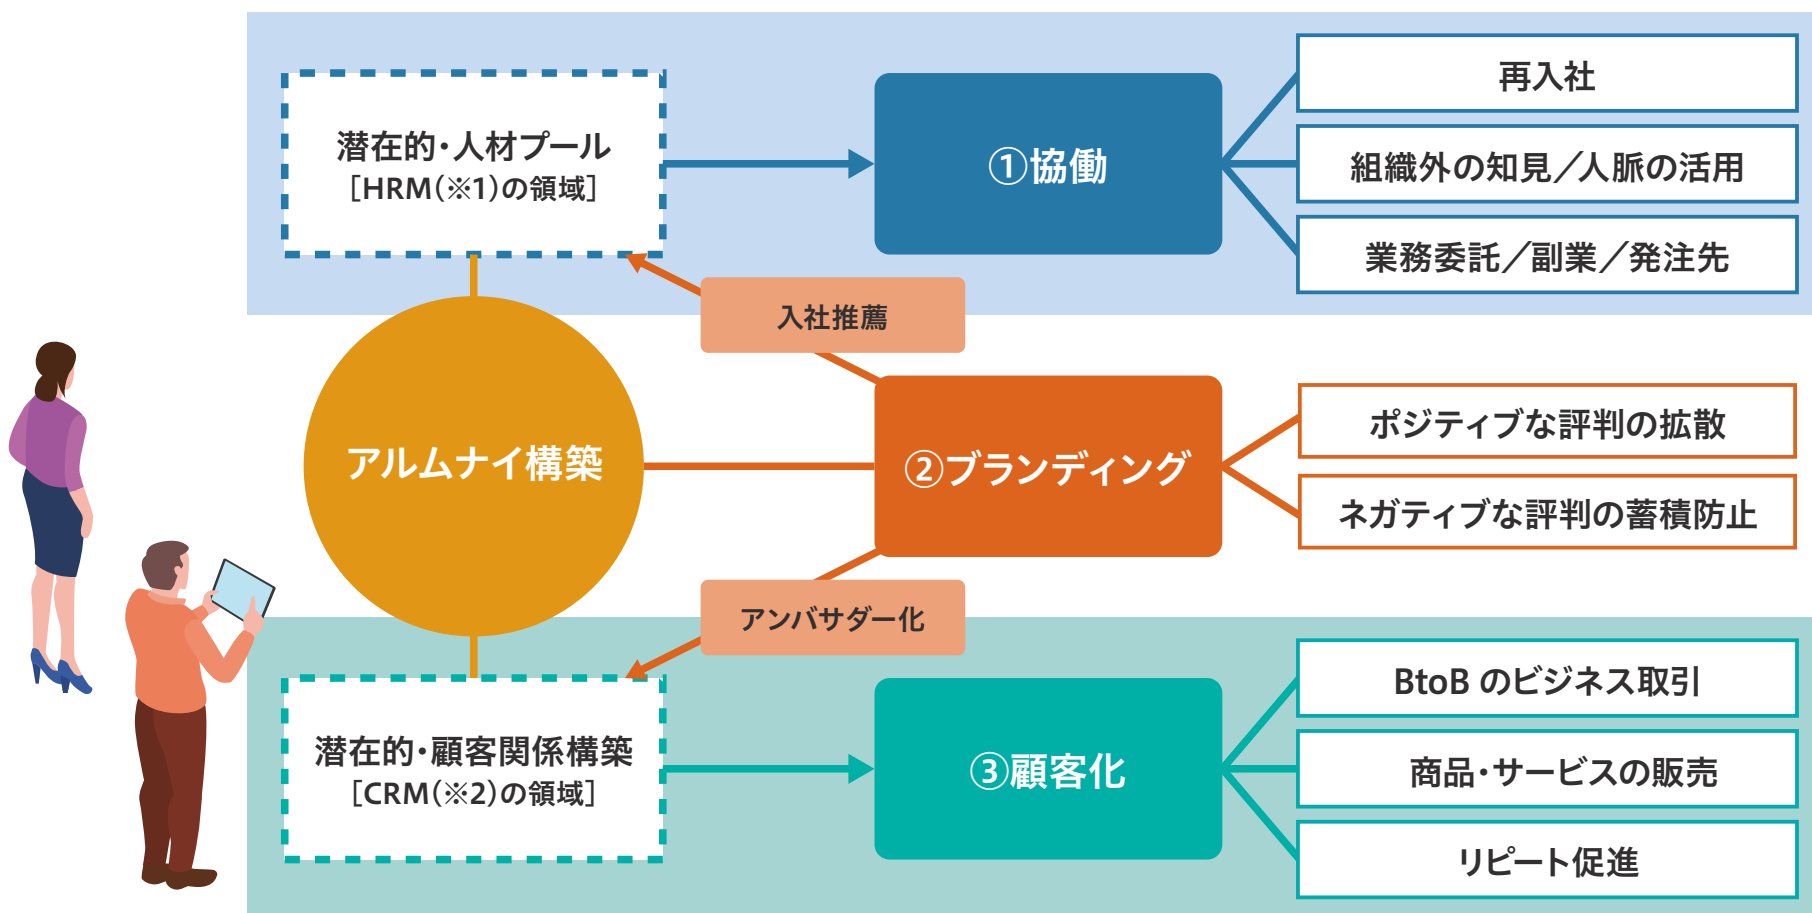 潜在的・人材プール
［HRM（※1）の領域］
①協働
再入社
組織外の知見／人脈の活用
業務委託／副業／発注先
入社推薦
アルムナイ構築
②ブランディング
ポジティブな評判の拡散
ネガティブな評判の蓄積防止
アンバサダー化
潜在的・顧客関係構築
［CRM（※2）の領域］
③顧客化
BtoB のビジネス取引
商品・サービスの販売
リピート促進